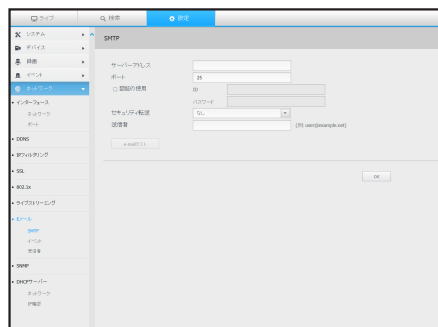 ライブ
検索
設定
システム
デバイス
録画
イベント
ネットワーク
インターフェース
ネットワーク
ポート
DDNS
IPフィルタリング
SSL
802.1x
ライブストリーミング
Eメール
SMTP
イベント
受信者
SNMP
DHCPサーバー
ネットワーク
IP確認
SMTP
サーバーアドレス
ポート 25
認証の使用 ID
パスワード
セキュリティ転送 なし
送信者 (例: user@example.net)
e-mailテスト
OK